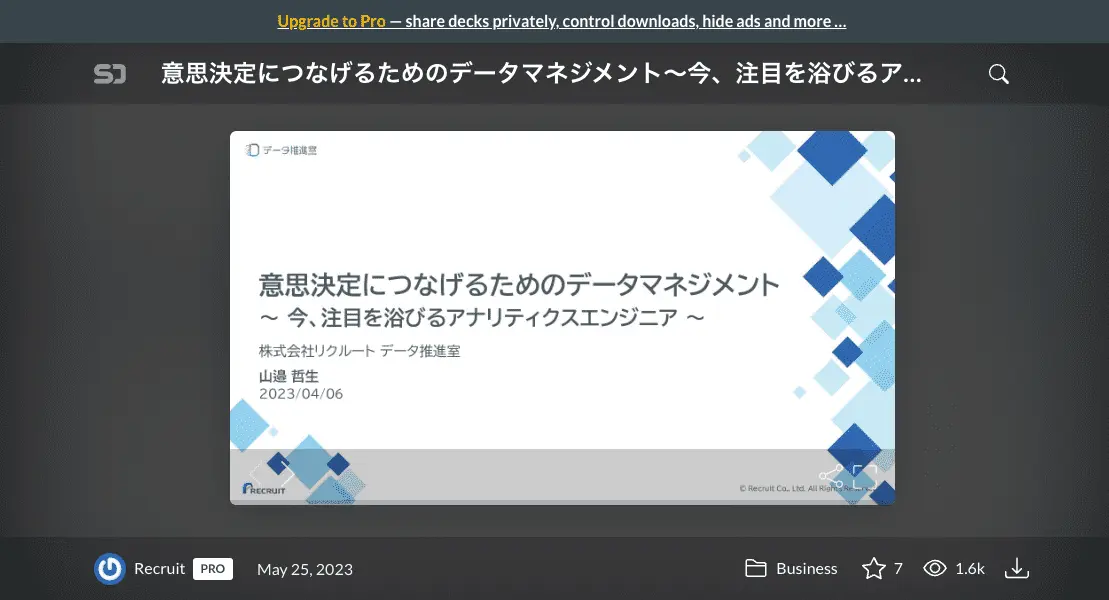 Upgrade to Pro — share decks privately, control downloads, hide ads and more …
SD
意思決定につなげるためのデータマネジメント〜今、注目を浴びるア...
データ推進室
意思決定につなげるためのデータマネジメント
～ 今、注目を浴びるアナリティクスエンジニア ～
株式会社リクルート データ推進室
山邉 哲生
2023/04/06
RECRUIT
© Recruit Co., Ltd. All Rights Reserved.
Recruit PRO May 25, 2023 Business 7 1.6k